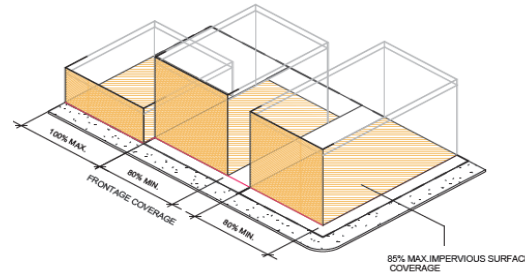 100% MAX.
80% MIN.
FRONTAGE COVERAGE
80% MIN.
85% MAX.IMPERVIOUS SURFAC
COVERAGE